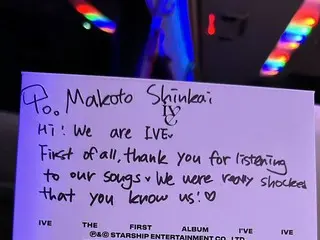 To. Makoto Shinkai
IVE
Hi! We are IVE♥
First of all, thank you for listening
to our songs♥ We were really shocked
that you know us!♡
IVE THE FIRST ALBUM I'VE IVE
℗&© STARSHIP ENTERTAINMENT CO., LTD.